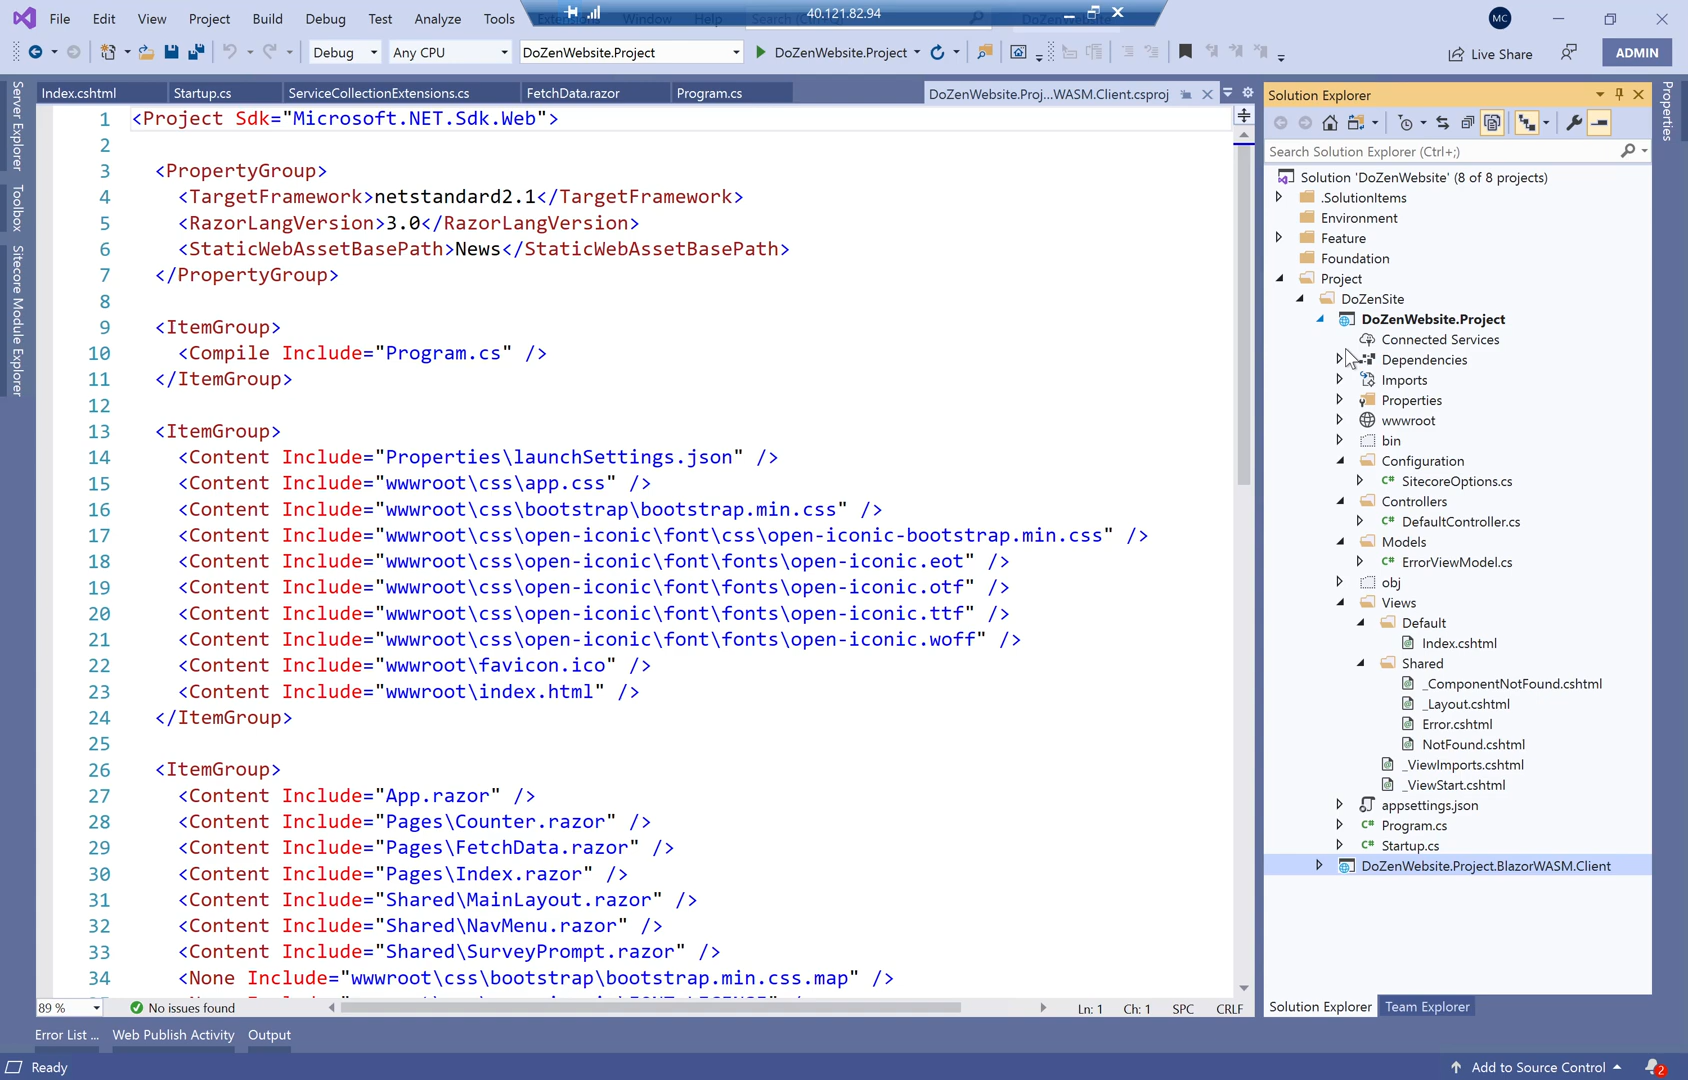 File Edit View Project Build Debug Test Analyze Tools Extensions Window Help Search (Ctrl+Q) DoZenWebsite
40.121.82.94
MC
Debug Any CPU DoZenWebsite.Project DoZenWebsite.Project Live Share ADMIN
Index.cshtml Startup.cs ServiceCollectionExtensions.cs FetchData.razor Program.cs DoZenWebsite.Proj...WASM.Client.csproj
Server Explorer
Toolbox
Sitecore Module Explorer
1 <Project Sdk="Microsoft.NET.Sdk.Web">
2
3 <PropertyGroup>
4 <TargetFramework>netstandard2.1</TargetFramework>
5 <RazorLangVersion>3.0</RazorLangVersion>
6 <StaticWebAssetBasePath>News</StaticWebAssetBasePath>
7 </PropertyGroup>
8
9 <ItemGroup>
10 <Compile Include="Program.cs" />
11 </ItemGroup>
12
13 <ItemGroup>
14 <Content Include="Properties\launchSettings.json" />
15 <Content Include="wwwroot\css\app.css" />
16 <Content Include="wwwroot\css\bootstrap\bootstrap.min.css" />
17 <Content Include="wwwroot\css\open-iconic\font\css\open-iconic-bootstrap.min.css" />
18 <Content Include="wwwroot\css\open-iconic\font\fonts\open-iconic.eot" />
19 <Content Include="wwwroot\css\open-iconic\font\fonts\open-iconic.otf" />
20 <Content Include="wwwroot\css\open-iconic\font\fonts\open-iconic.ttf" />
21 <Content Include="wwwroot\css\open-iconic\font\fonts\open-iconic.woff" />
22 <Content Include="wwwroot\favicon.ico" />
23 <Content Include="wwwroot\index.html" />
24 </ItemGroup>
25
26 <ItemGroup>
27 <Content Include="App.razor" />
28 <Content Include="Pages\Counter.razor" />
29 <Content Include="Pages\FetchData.razor" />
30 <Content Include="Pages\Index.razor" />
31 <Content Include="Shared\MainLayout.razor" />
32 <Content Include="Shared\NavMenu.razor" />
33 <Content Include="Shared\SurveyPrompt.razor" />
34 <None Include="wwwroot\css\bootstrap\bootstrap.min.css.map" />
89 % No issues found Ln: 1 Ch: 1 SPC CRLF
Solution Explorer
Search Solution Explorer (Ctrl+;)
Solution 'DoZenWebsite' (8 of 8 projects)
.SolutionItems
Environment
Feature
Foundation
Project
DoZenSite
DoZenWebsite.Project
Connected Services
Dependencies
Imports
Properties
wwwroot
bin
Configuration
C# SitecoreOptions.cs
Controllers
C# DefaultController.cs
Models
C# ErrorViewModel.cs
obj
Views
Default
Index.cshtml
Shared
_ComponentNotFound.cshtml
_Layout.cshtml
Error.cshtml
NotFound.cshtml
_ViewImports.cshtml
_ViewStart.cshtml
appsettings.json
C# Program.cs
C# Startup.cs
DoZenWebsite.Project.BlazorWASM.Client
Solution Explorer Team Explorer
Properties
Error List ... Web Publish Activity Output
Ready Add to Source Control 2